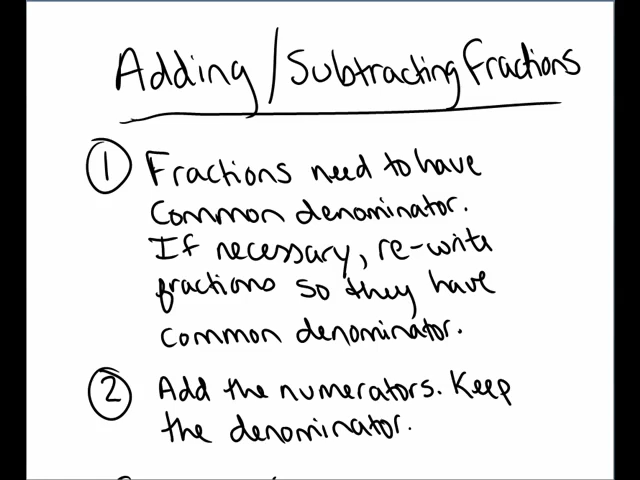 Adding/Subtracting Fractions
1 Fractions need to have
Common denominator.
If necessary, re-write
fractions so they have
common denominator.
2 Add the numerators. Keep
the denominator.